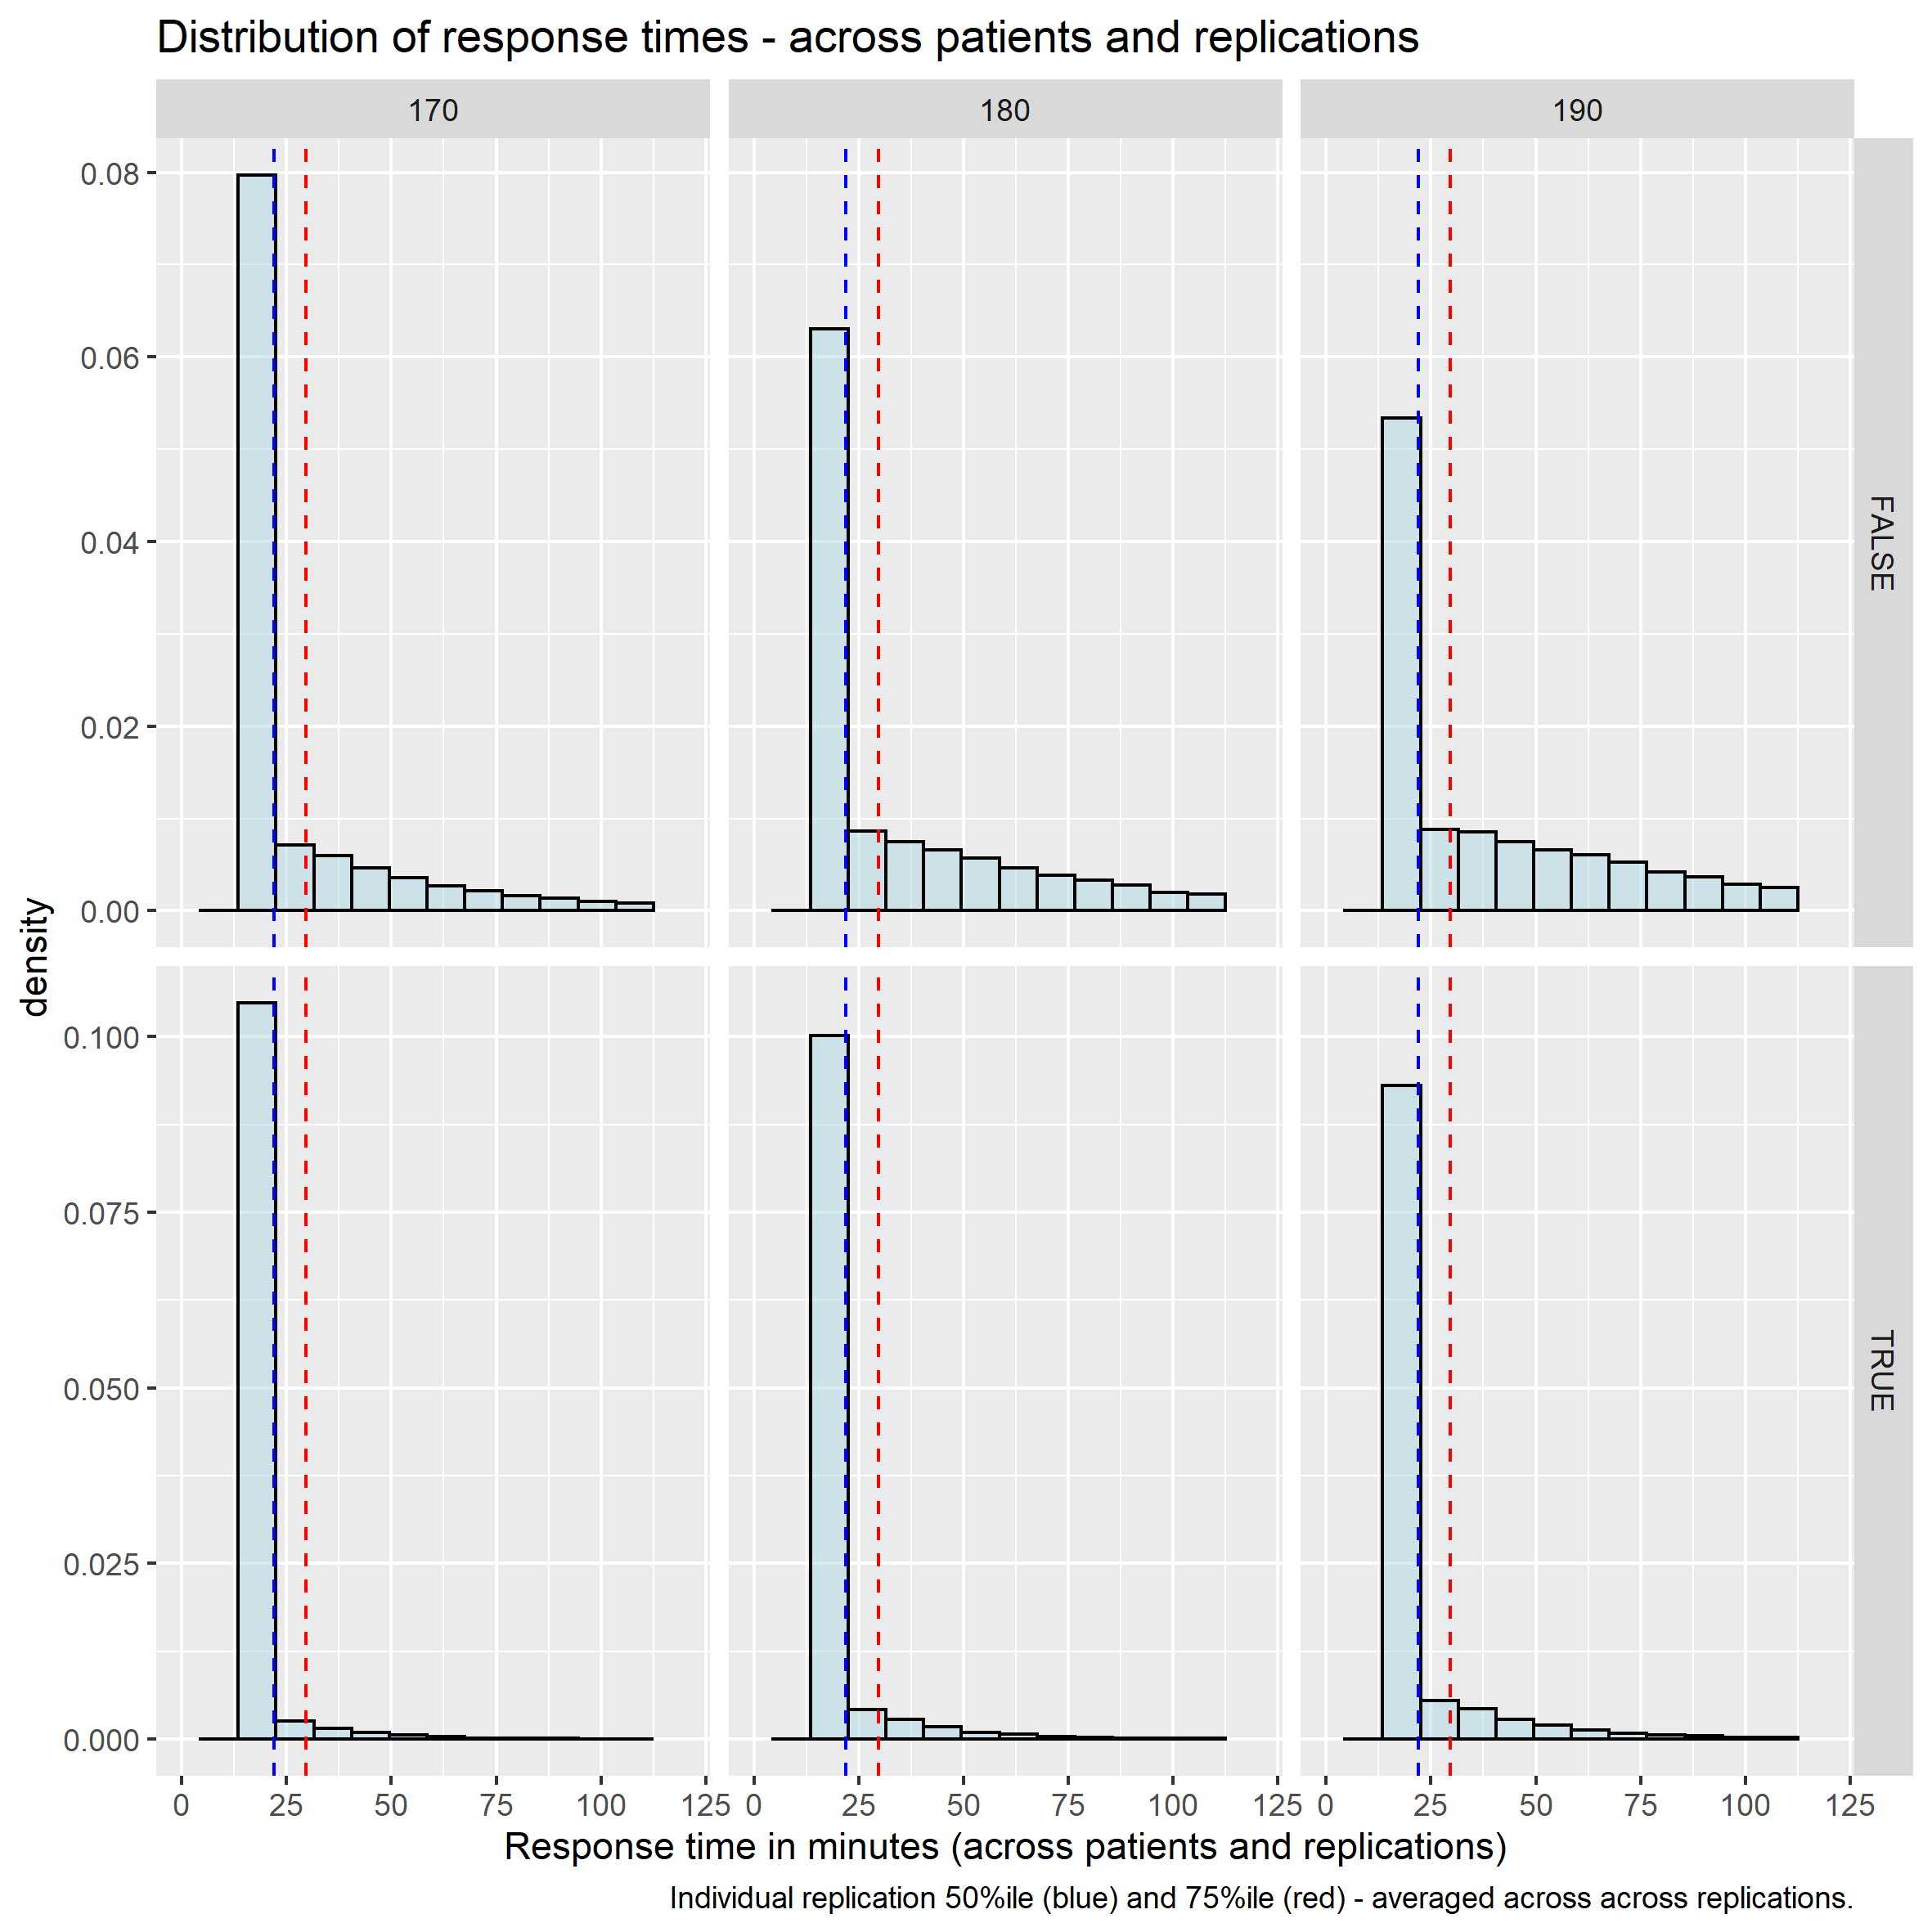 Distribution of response times - across patients and replications
170 180 190
0.08
0.06
0.04
0.02
0.00
FALSE
density
0.100
0.075
0.050
0.025
0.000
TRUE
0 25 50 75 100 125 0 25 50 75 100 125 0 25 50 75 100 125
Response time in minutes (across patients and replications)
Individual replication 50%ile (blue) and 75%ile (red) - averaged across across replications.